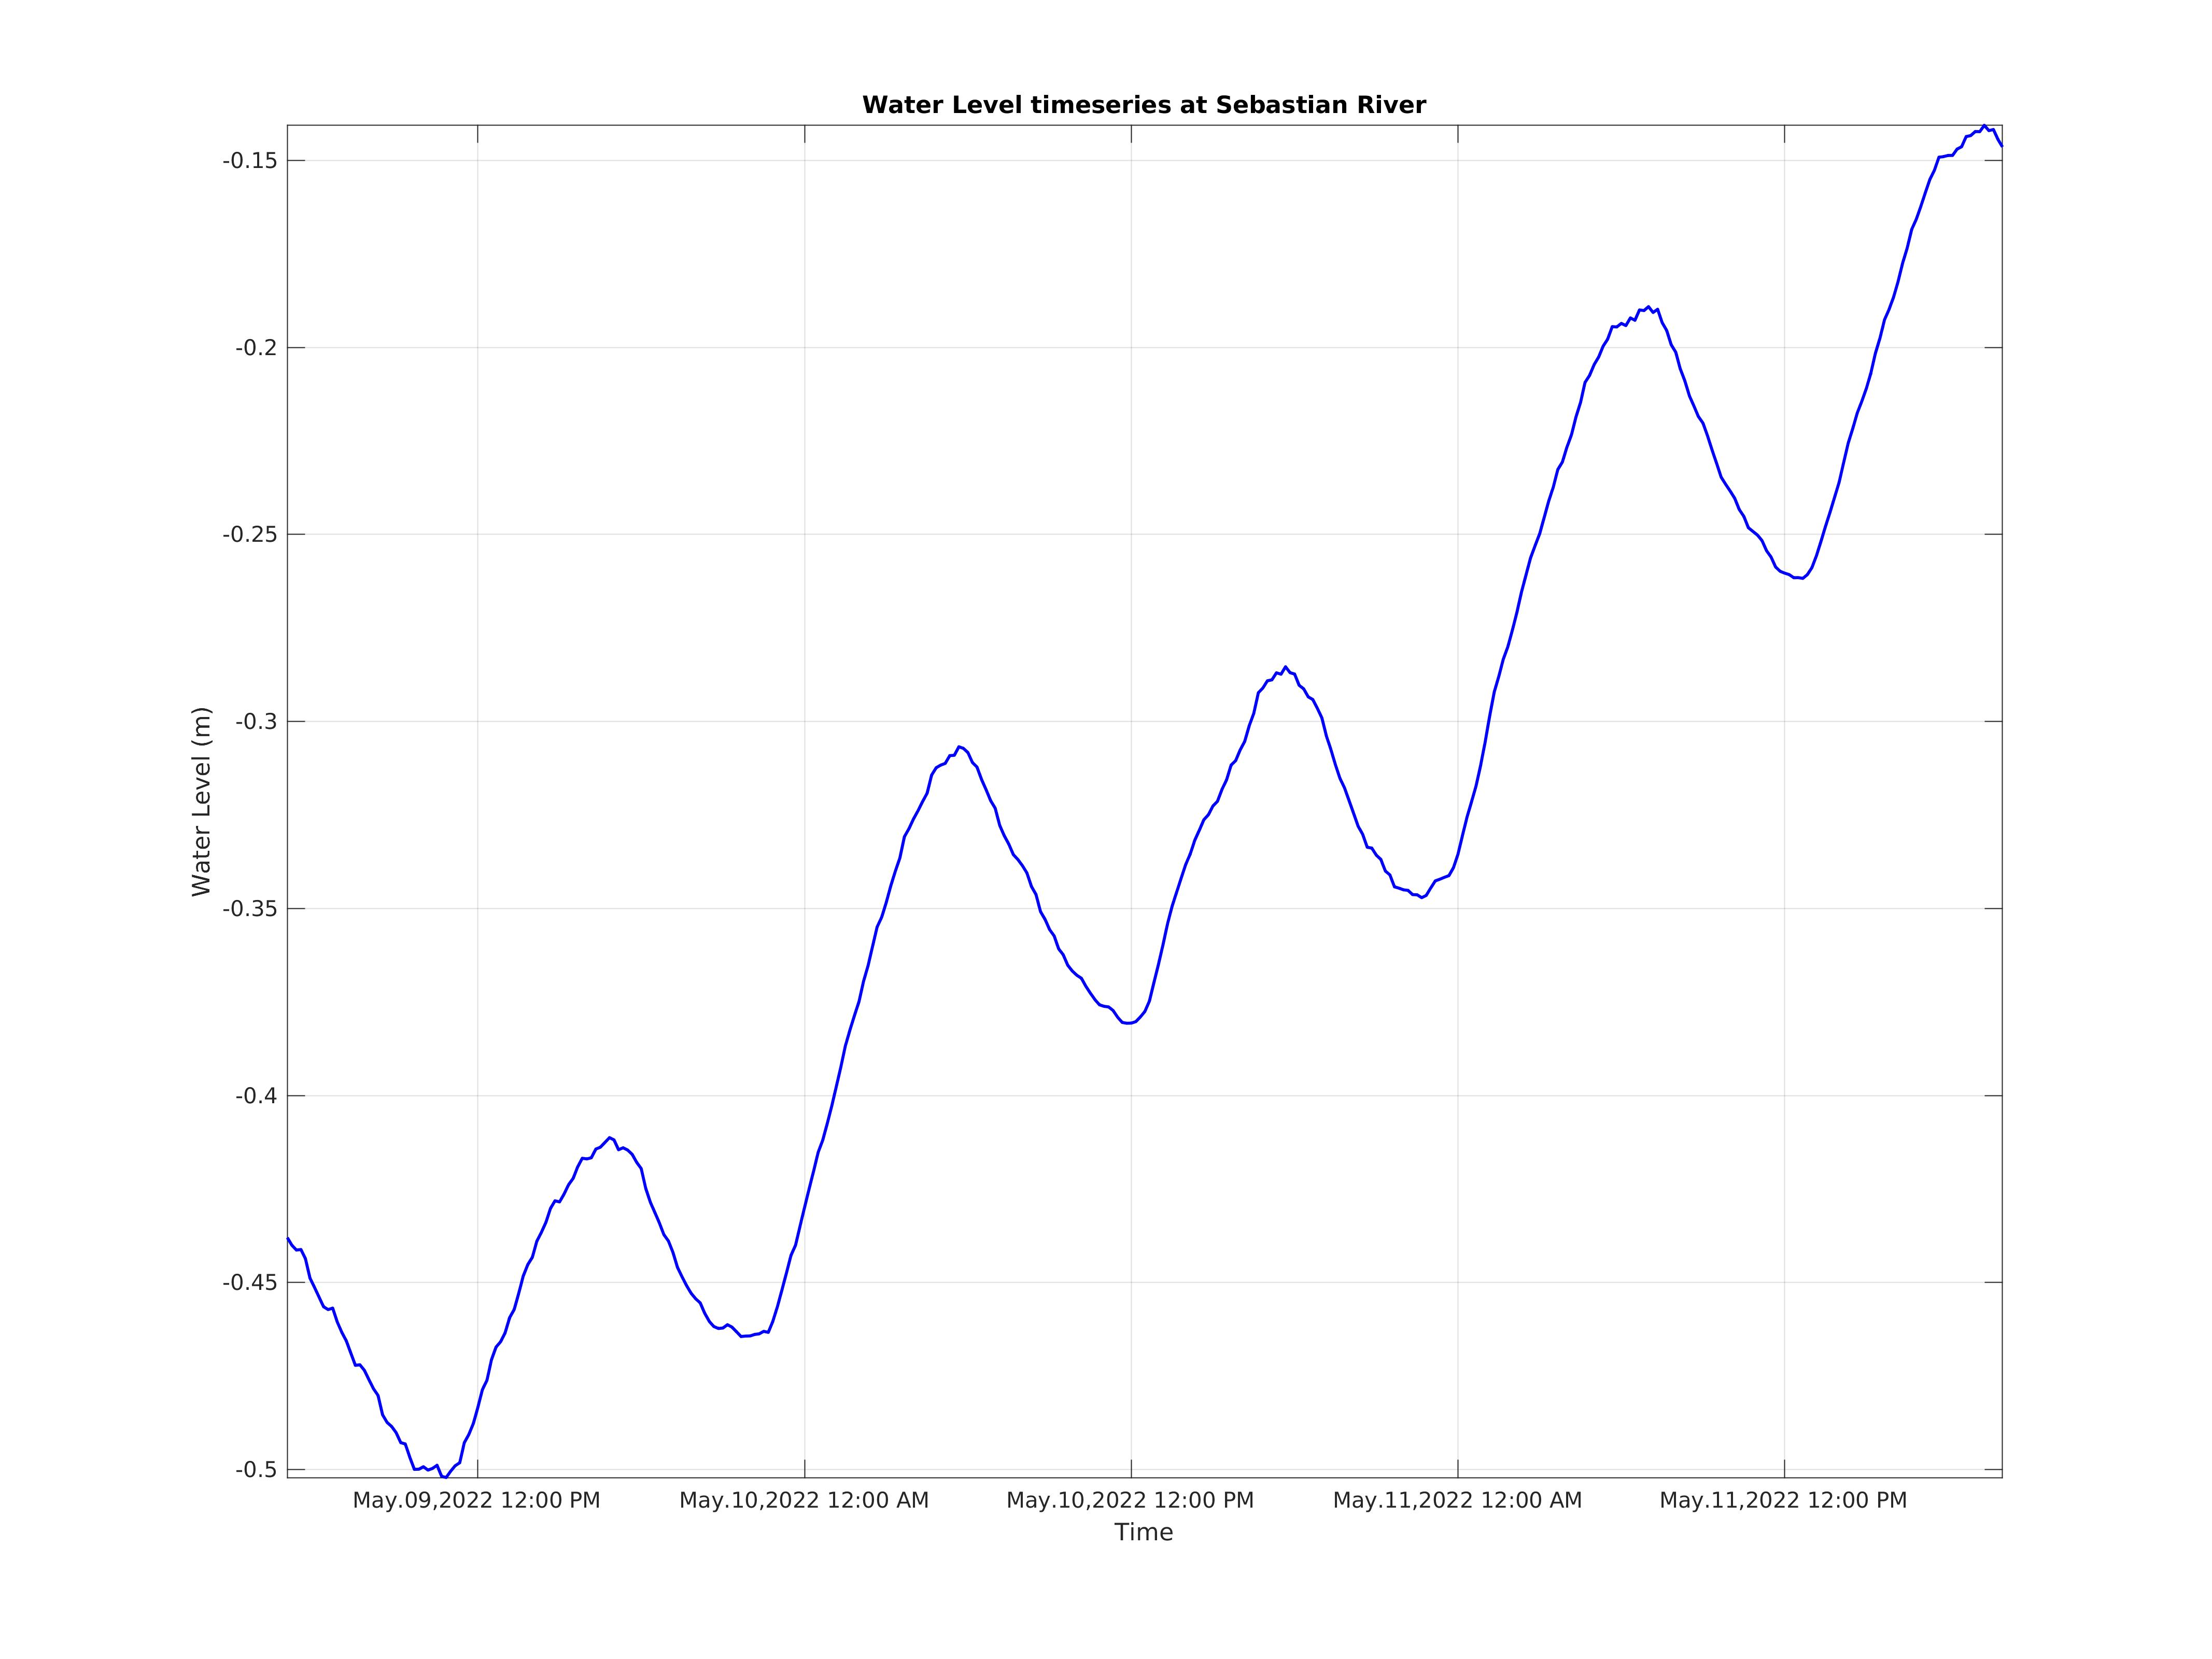 Water Level timeseries at Sebastian River
-0.15
-0.2
-0.25
-0.3
-0.35
-0.4
-0.45
-0.5
Water Level (m)
May.09,2022 12:00 PM May.10,2022 12:00 AM May.10,2022 12:00 PM May.11,2022 12:00 AM May.11,2022 12:00 PM
Time